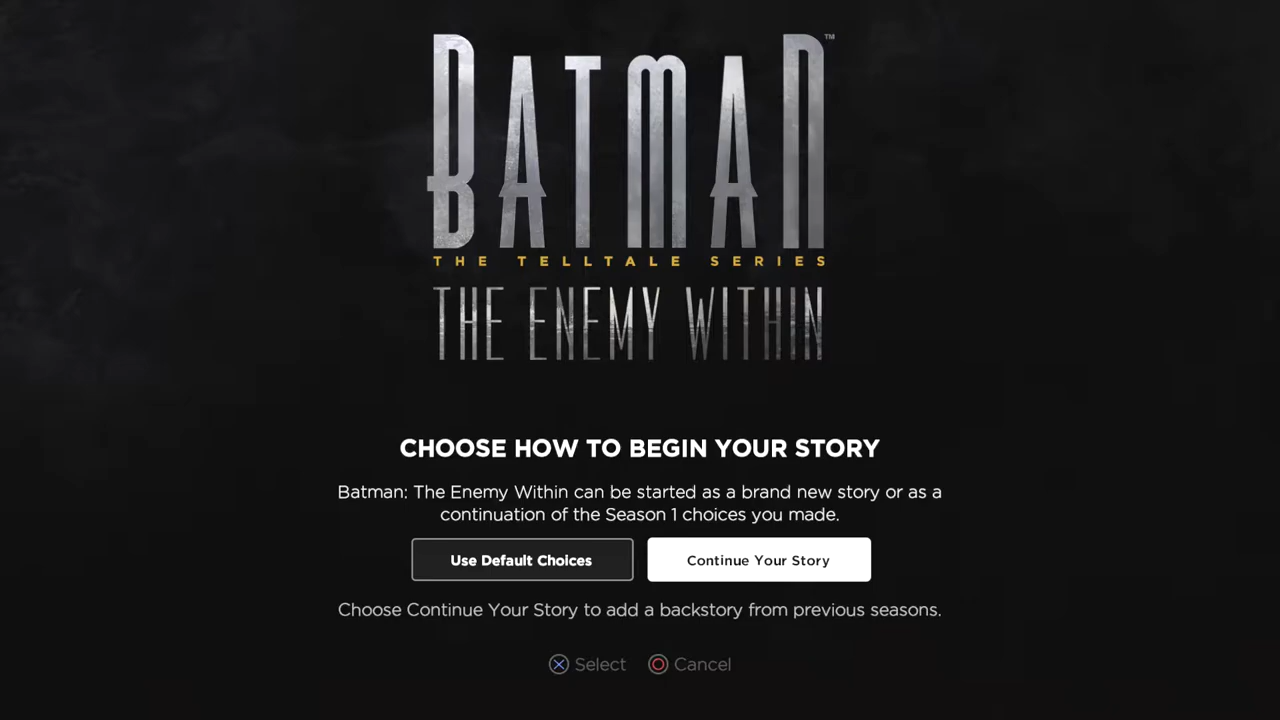 BATMAN™
THE TELLTALE SERIES
THE ENEMY WITHIN
CHOOSE HOW TO BEGIN YOUR STORY
Batman: The Enemy Within can be started as a brand new story or as a
continuation of the Season 1 choices you made.
Use Default Choices
Continue Your Story
Choose Continue Your Story to add a backstory from previous seasons.
Select
Cancel